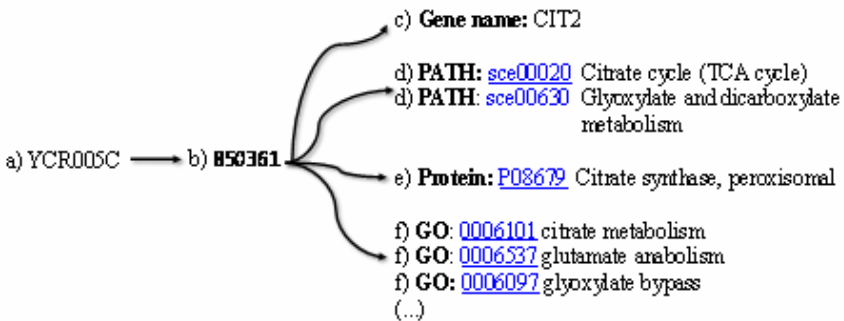 c) Gene name: CIT2
d) PATH: sce00020 Citrate cycle (TCA cycle)
d) PATH: sce00630 Glyoxylate and dicarboxylate
metabolism
a) YCR005C
b) 850361
e) Protein: P08679 Citrate synthase, peroxisomal
f) GO: 0006101 citrate metabolism
f) GO: 0006537 glutamate anabolism
f) GO: 0006097 glyoxylate bypass
(...)